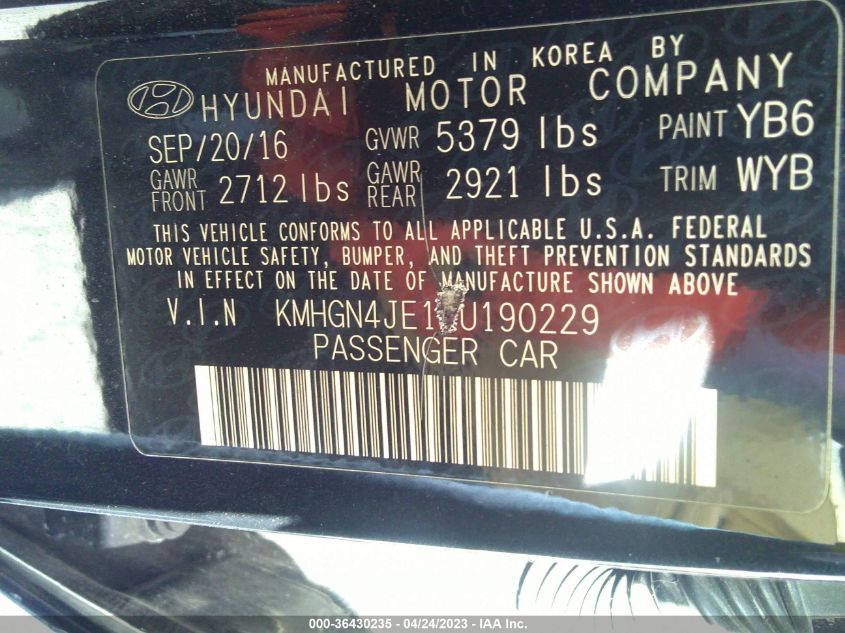 MANUFACTURED IN KOREA BY
HYUNDAI MOTOR COMPANY
SEP/20/16 GVWR 5379 lbs PAINT YB6
GAWR FRONT 2712 lbs GAWR REAR 2921 lbs TRIM WYB
THIS VEHICLE CONFORMS TO ALL APPLICABLE U.S.A. FEDERAL
MOTOR VEHICLE SAFETY, BUMPER, AND THEFT PREVENTION STANDARDS
IN EFFECT ON THE DATE OF MANUFACTURE SHOWN ABOVE
V.I.N
PASSENGER CAR
000-36430235 - 04/24/2023 - IAA Inc.